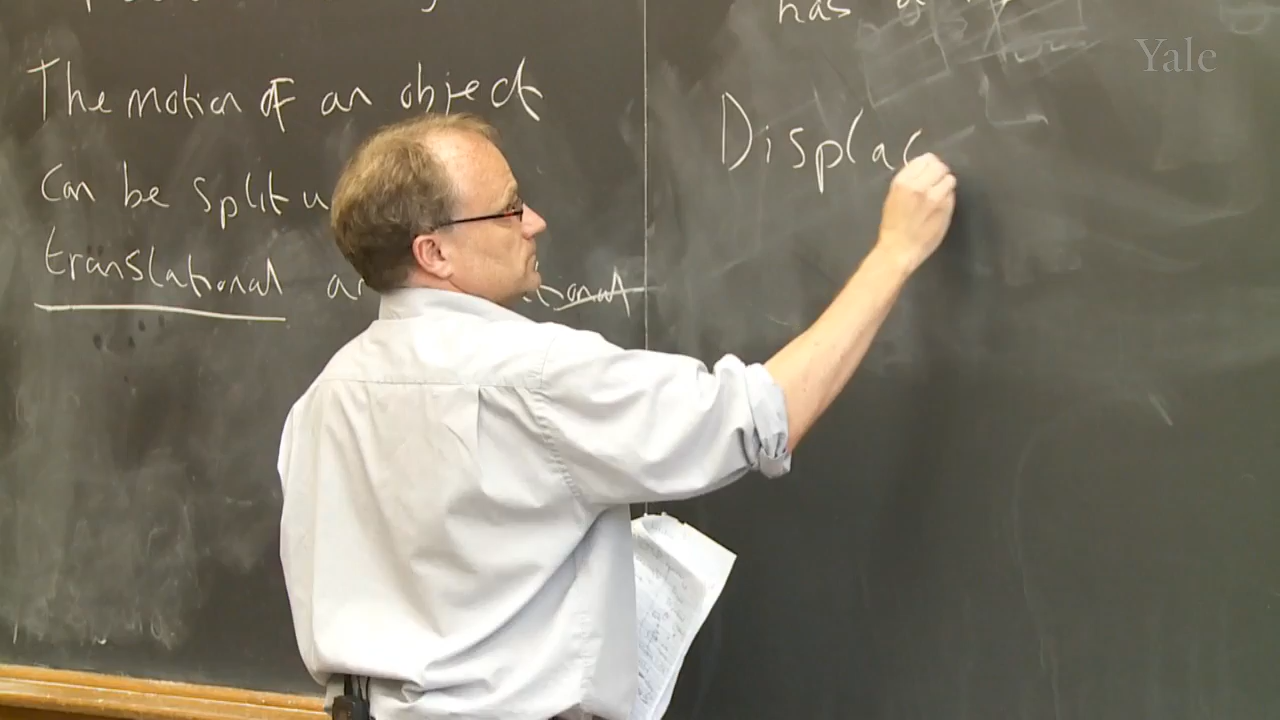 has a
Yale
The motion of an object
can be split u
translational
Displac